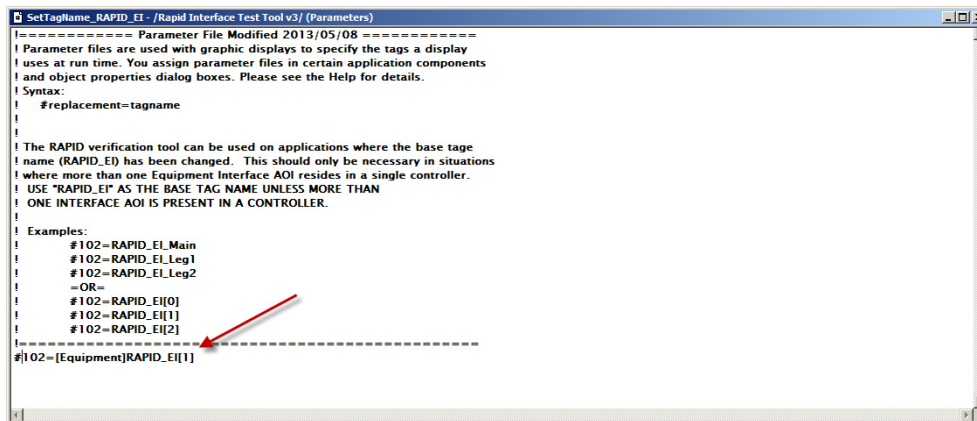 SetTagName_RAPID_EI - /Rapid Interface Test Tool v3/ (Parameters)
!============ Parameter File Modified 2013/05/08 ============
! Parameter files are used with graphic displays to specify the tags a display
! uses at run time. You assign parameter files in certain application components
! and object properties dialog boxes. Please see the Help for details.
! Syntax:
!    #replacement=tagname
!
!
! The RAPID verification tool can be used on applications where the base tage
! name (RAPID_EI) has been changed.  This should only be necessary in situations
! where more than one Equipment Interface AOI resides in a single controller.
!  USE "RAPID_EI" AS THE BASE TAG NAME UNLESS MORE THAN
!  ONE INTERFACE AOI IS PRESENT IN A CONTROLLER.
!
!  Examples:
!        #102=RAPID_EI_Main
!        #102=RAPID_EI_Leg1
!        #102=RAPID_EI_Leg2
!        =OR=
!        #102=RAPID_EI[0]
!        #102=RAPID_EI[1]
!        #102=RAPID_EI[2]
!-----------------------------------------------
#102=[Equipment]RAPID_EI[1]